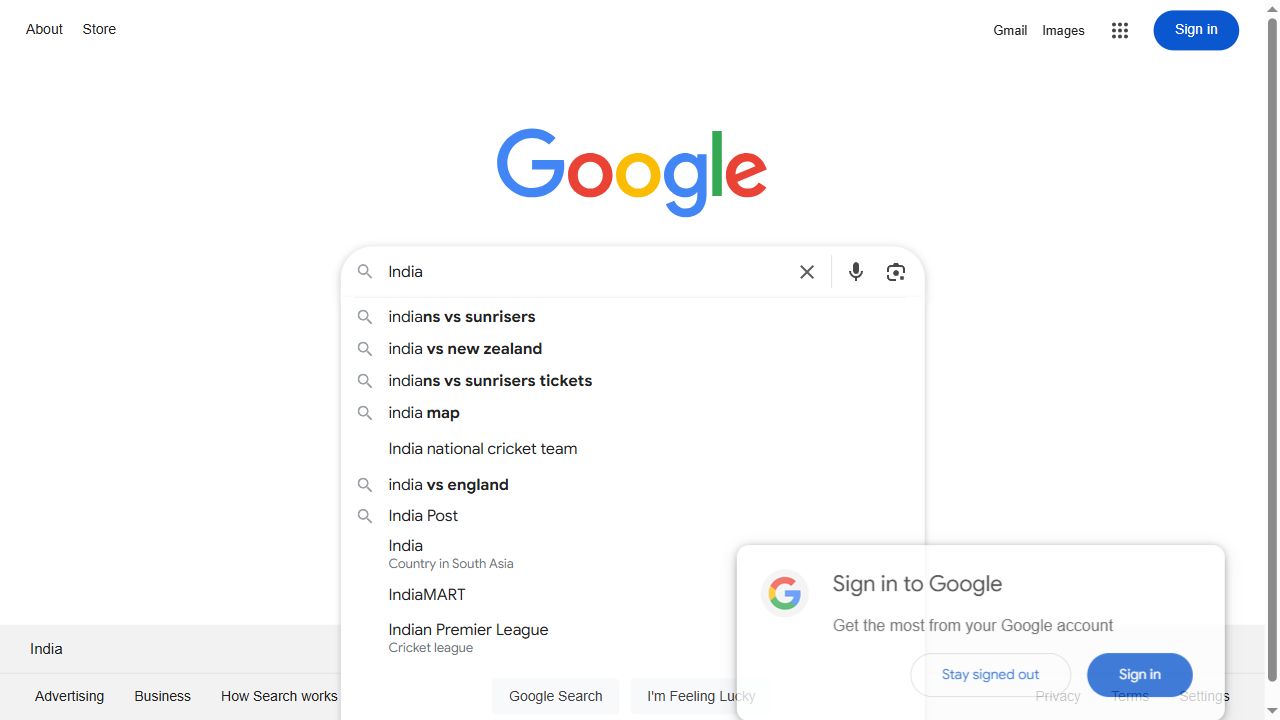 About Store
Gmail Images Sign in
Google
India
indians vs sunrisers
india vs new zealand
indians vs sunrisers tickets
india map
India national cricket team
india vs england
India Post
India
Country in South Asia
IndiaMART
Indian Premier League
Cricket league
Google Search I'm Feeling Lucky
Sign in to Google
Get the most from your Google account
Stay signed out Sign in
India
Advertising Business How Search works
Privacy Terms Settings